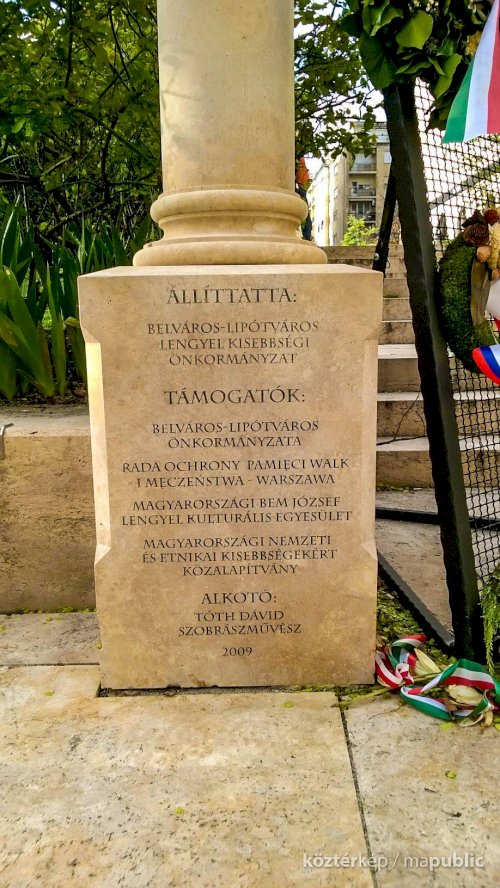 ÁLLÍTTATTA:
BELVÁROS-LIPÓTVÁROS
LENGYEL KISEBBSÉGI
ÖNKORMÁNYZAT
TÁMOGATÓK:
BELVÁROS-LIPÓTVÁROS
ÖNKORMÁNYZATA
RADA OCHRONY PAMIĘCI WALK
I MĘCZEŃSTWA - WARSZAWA
MAGYARORSZÁGI BEM JÓZSEF
LENGYEL KULTURÁLIS EGYESÜLET
MAGYARORSZÁGI NEMZETI
ÉS ETNIKAI KISEBBSÉGEKÉRT
KÖZALAPÍTVÁNY
ALKOTÓ:
TÓTH DÁVID
SZOBRÁSZMŰVÉSZ
2009
köztérkép / mapublic